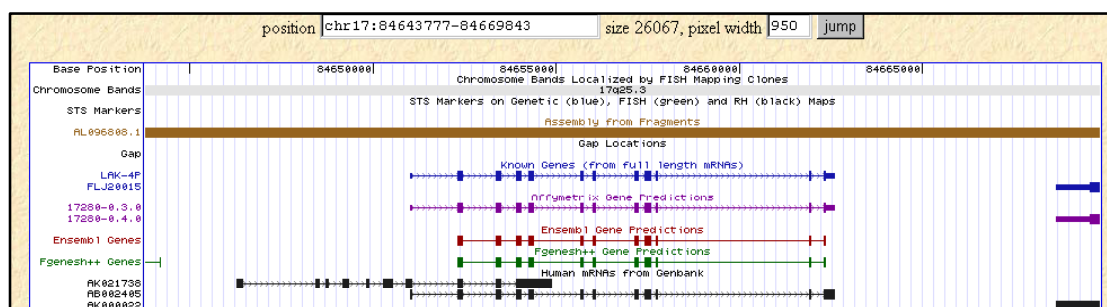 position chr17:84643777-84669843 size 26067, pixel width 950 jump
Base Position 84650000| 84655000| 84660000| 84665000|
Chromosome Bands Localized by FISH Mapping Clones
Chromosome Bands 17q25.3
STS Markers on Genetic (blue), FISH (green) and RH (black) Maps
STS Markers
Assembly from Fragments
AL096808.1
Gap Locations
Gap
Known Genes (from full length mRNAs)
LAK-4P
FLJ20015
Affymetrix Gene Predictions
17280-0.3.0
17280-0.4.0
Ensembl Gene Predictions
Ensembl Genes
Fgenesh++ Gene Predictions
Fgenesh++ Genes
Human mRNAs from Genbank
AK021738
AB002405
AK000022